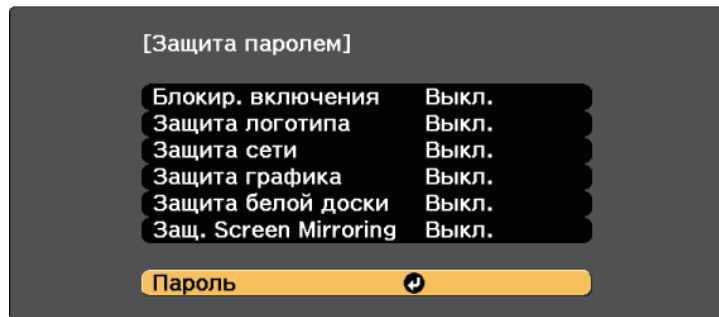 [Защита паролем]
Блокир. включения Выкл.
Защита логотипа Выкл.
Защита сети Выкл.
Защита графика Выкл.
Защита белой доски Выкл.
Защ. Screen Mirroring Выкл.
Пароль